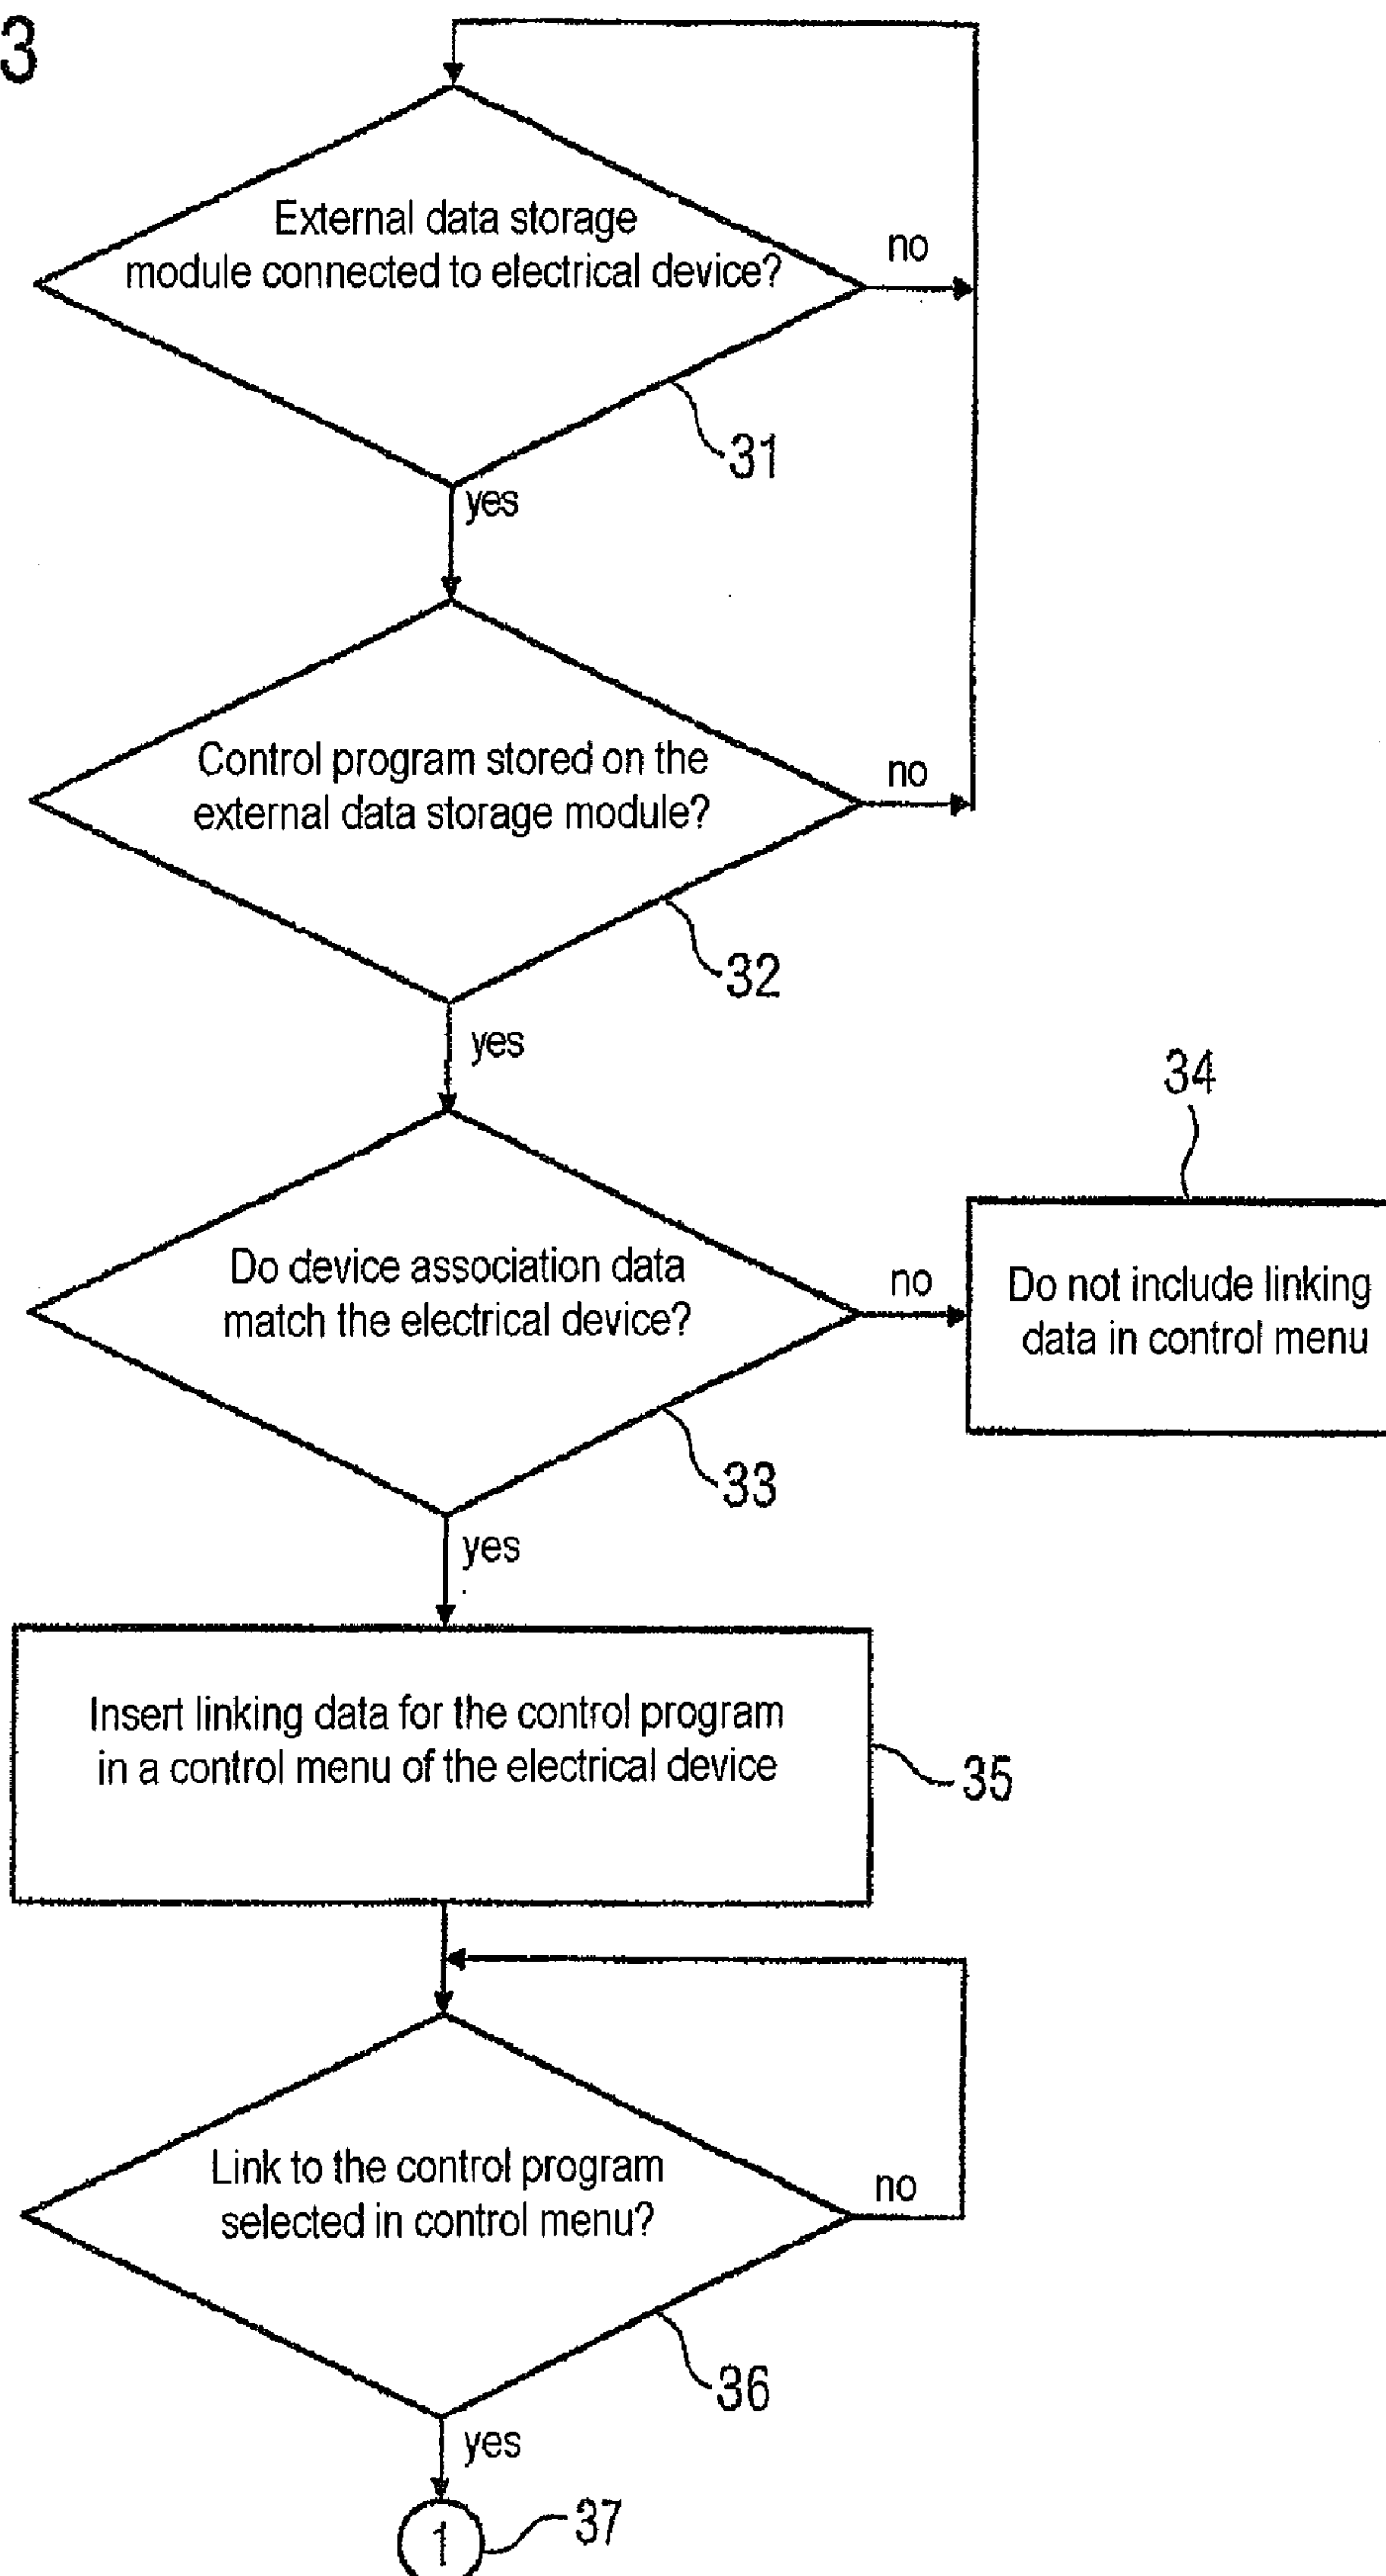 3
External data storage
module connected to electrical device?
no
31
yes
Control program stored on the
external data storage module?
no
32
yes
34
Do device association data
match the electrical device?
no
Do not include linking
data in control menu
33
yes
Insert linking data for the control program
in a control menu of the electrical device
35
Link to the control program
selected in control menu?
no
36
yes
1
37